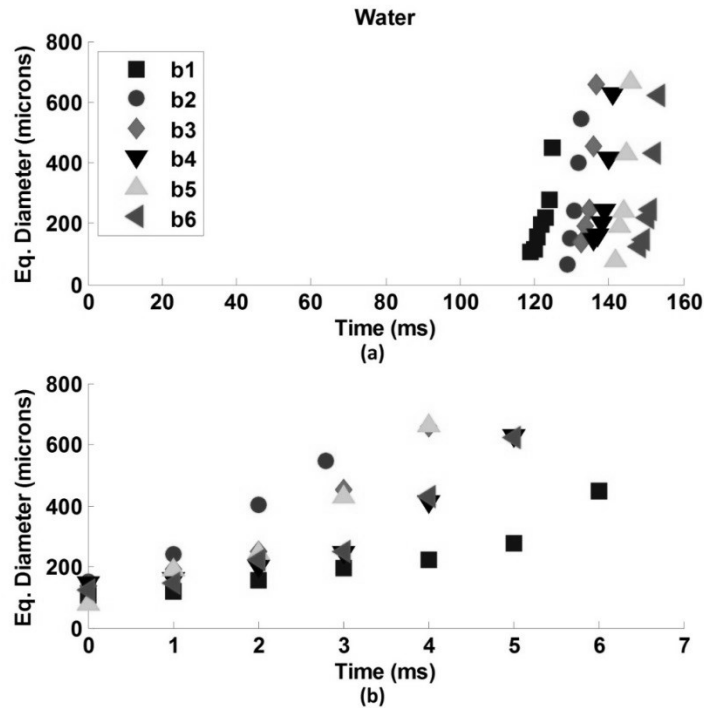 Water
Eq. Diameter (microns)
800
600
400
200
0
b1
b2
b3
b4
b5
b6
0 20 40 60 80 100 120 140 160
Time (ms)
(a)
Eq. Diameter (microns)
800
600
400
200
0
0 1 2 3 4 5 6 7
Time (ms)
(b)